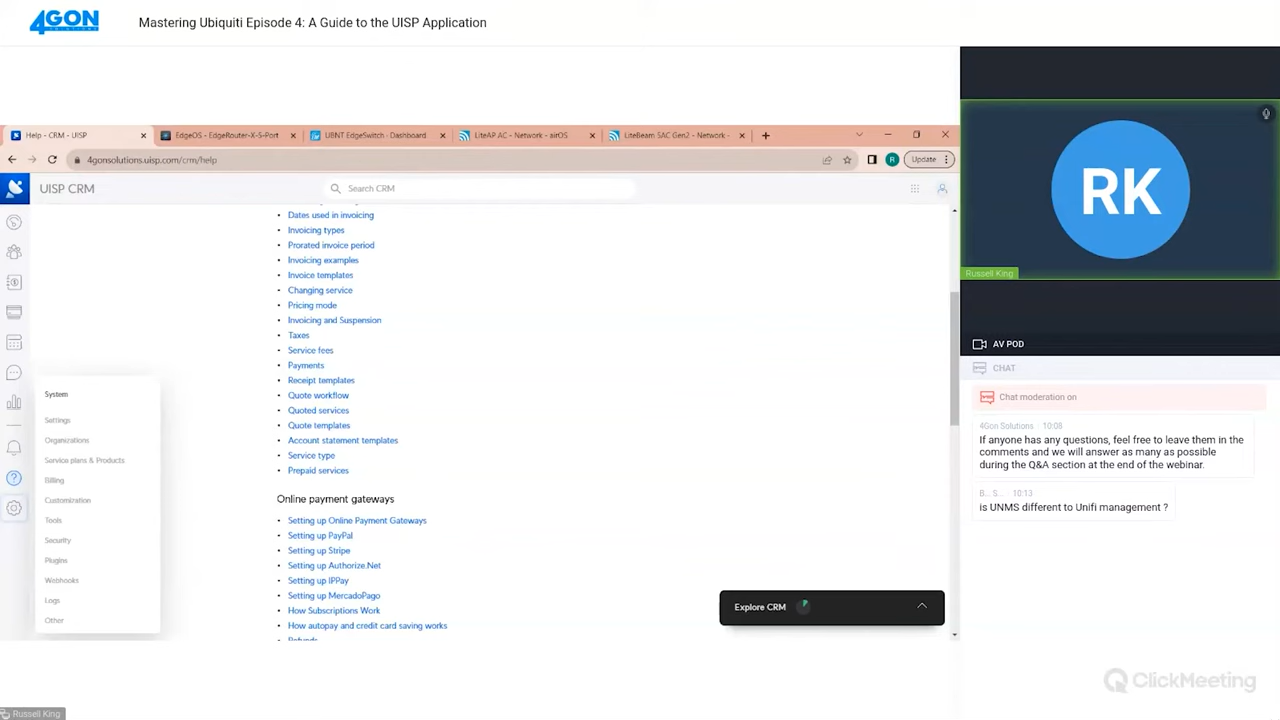 4GON
SOLUTIONS
Mastering Ubiquiti Episode 4: A Guide to the UISP Application
Help - CRM - UISP
EdgeOS - EdgeRouter-X-5-Port
UBNT EdgeSwitch : Dashboard
LiteAP AC - Network - airOS
LiteBeam 5AC Gen2 - Network -
4gonsolutions.uisp.com/crm/help
R
Update
UISP CRM
Search CRM
Dates used in invoicing
Invoicing types
Prorated invoice period
Invoicing examples
Invoice templates
Changing service
Pricing mode
Invoicing and Suspension
Taxes
Service fees
Payments
Receipt templates
Quote workflow
Quoted services
Quote templates
Account statement templates
Service type
Prepaid services
Online payment gateways
Setting up Online Payment Gateways
Setting up PayPal
Setting up Stripe
Setting up Authorize.Net
Setting up IPPay
Setting up MercadoPago
How Subscriptions Work
How autopay and credit card saving works
Refunds
System
Settings
Organizations
Service plans & Products
Billing
Customization
Tools
Security
Plugins
Webhooks
Logs
Other
Explore CRM
RK
Russell King
AV POD
CHAT
Chat moderation on
4Gon Solutions 10:08
If anyone has any questions, feel free to leave them in the
comments and we will answer as many as possible
during the Q&A section at the end of the webinar.
B... S... 10:13
is UNMS different to Unifi management ?
ClickMeeting
Russell King